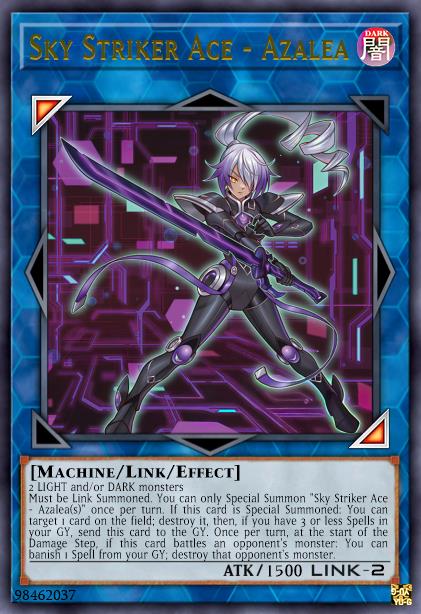 Sky Striker Ace - Azalea
DARK
闇
[Machine/Link/Effect]
2 LIGHT and/or DARK monsters
Must be Link Summoned. You can only Special Summon "Sky Striker Ace
- Azalea(s)" once per turn. If this card is Special Summoned: You can
target 1 card on the field; destroy it, then, if you have 3 or less Spells in
your GY, send this card to the GY. Once per turn, at the start of the
Damage Step, if this card battles an opponent's monster: You can
banish 1 Spell from your GY; destroy that opponent's monster.
ATK/1500 LINK-2
98462037